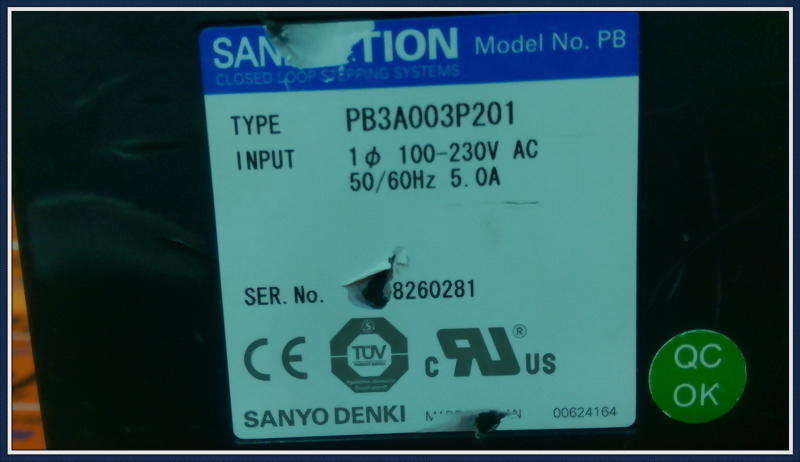 Model No. PB
CLOSED LOOP STEPPING SYSTEMS
TYPE PB3A003P201
INPUT 1ϕ 100-230V AC
50/60Hz 5.0A
SER. No. 8260281
CE
TÜV
c UR ® US
SANYO DENKI
00624164
QC
OK